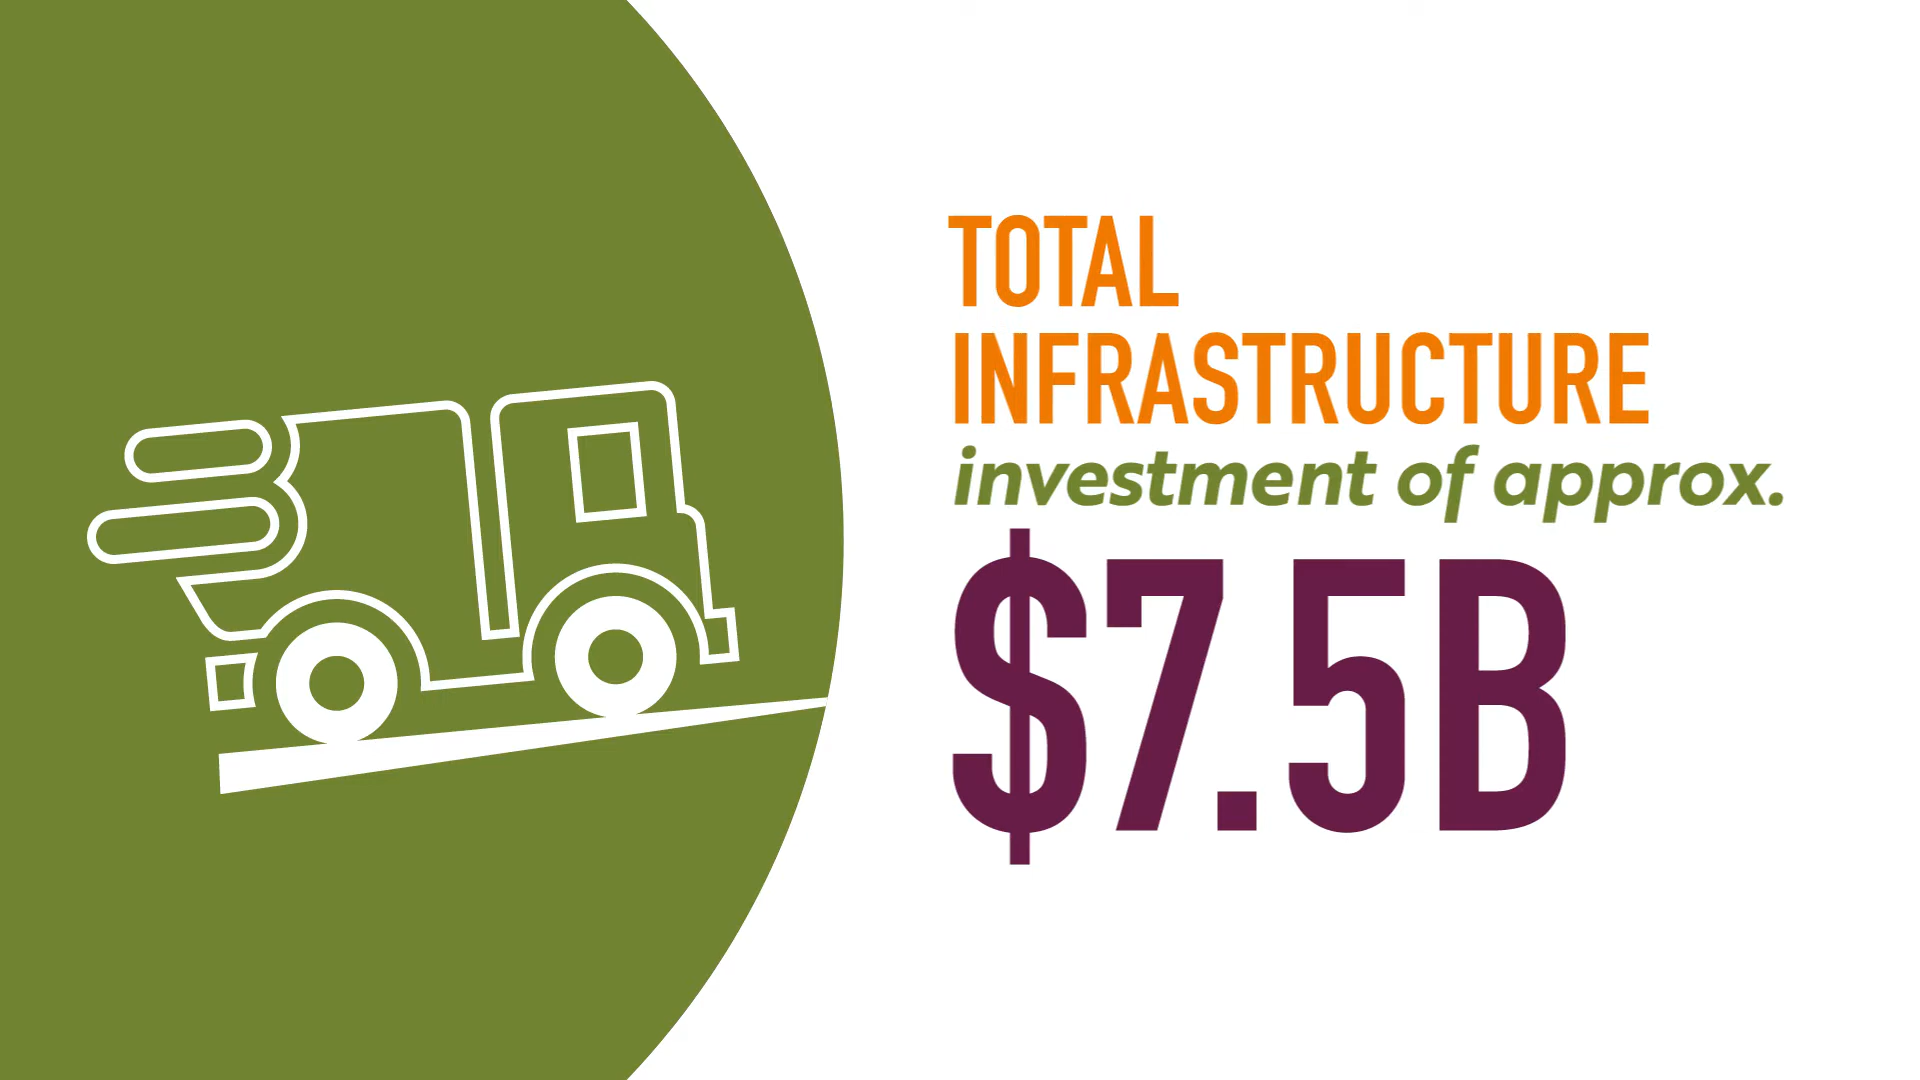 TOTAL
INFRASTRUCTURE
investment of approx.
$7.5B